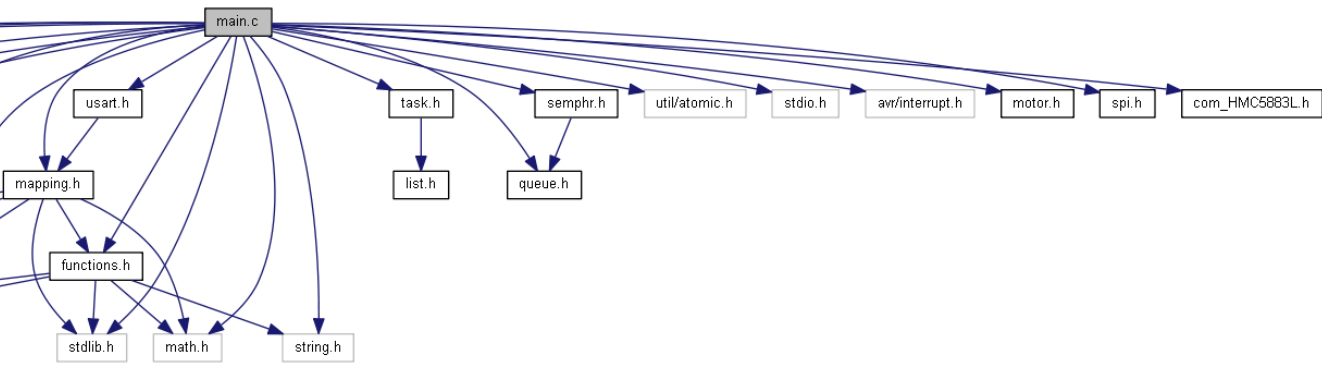 main.c
usart.h
task.h
semphr.h
util/atomic.h
stdio.h
avr/interrupt.h
motor.h
spi.h
com_HMC5883L.h
mapping.h
list.h
queue.h
functions.h
stdlib.h
math.h
string.h